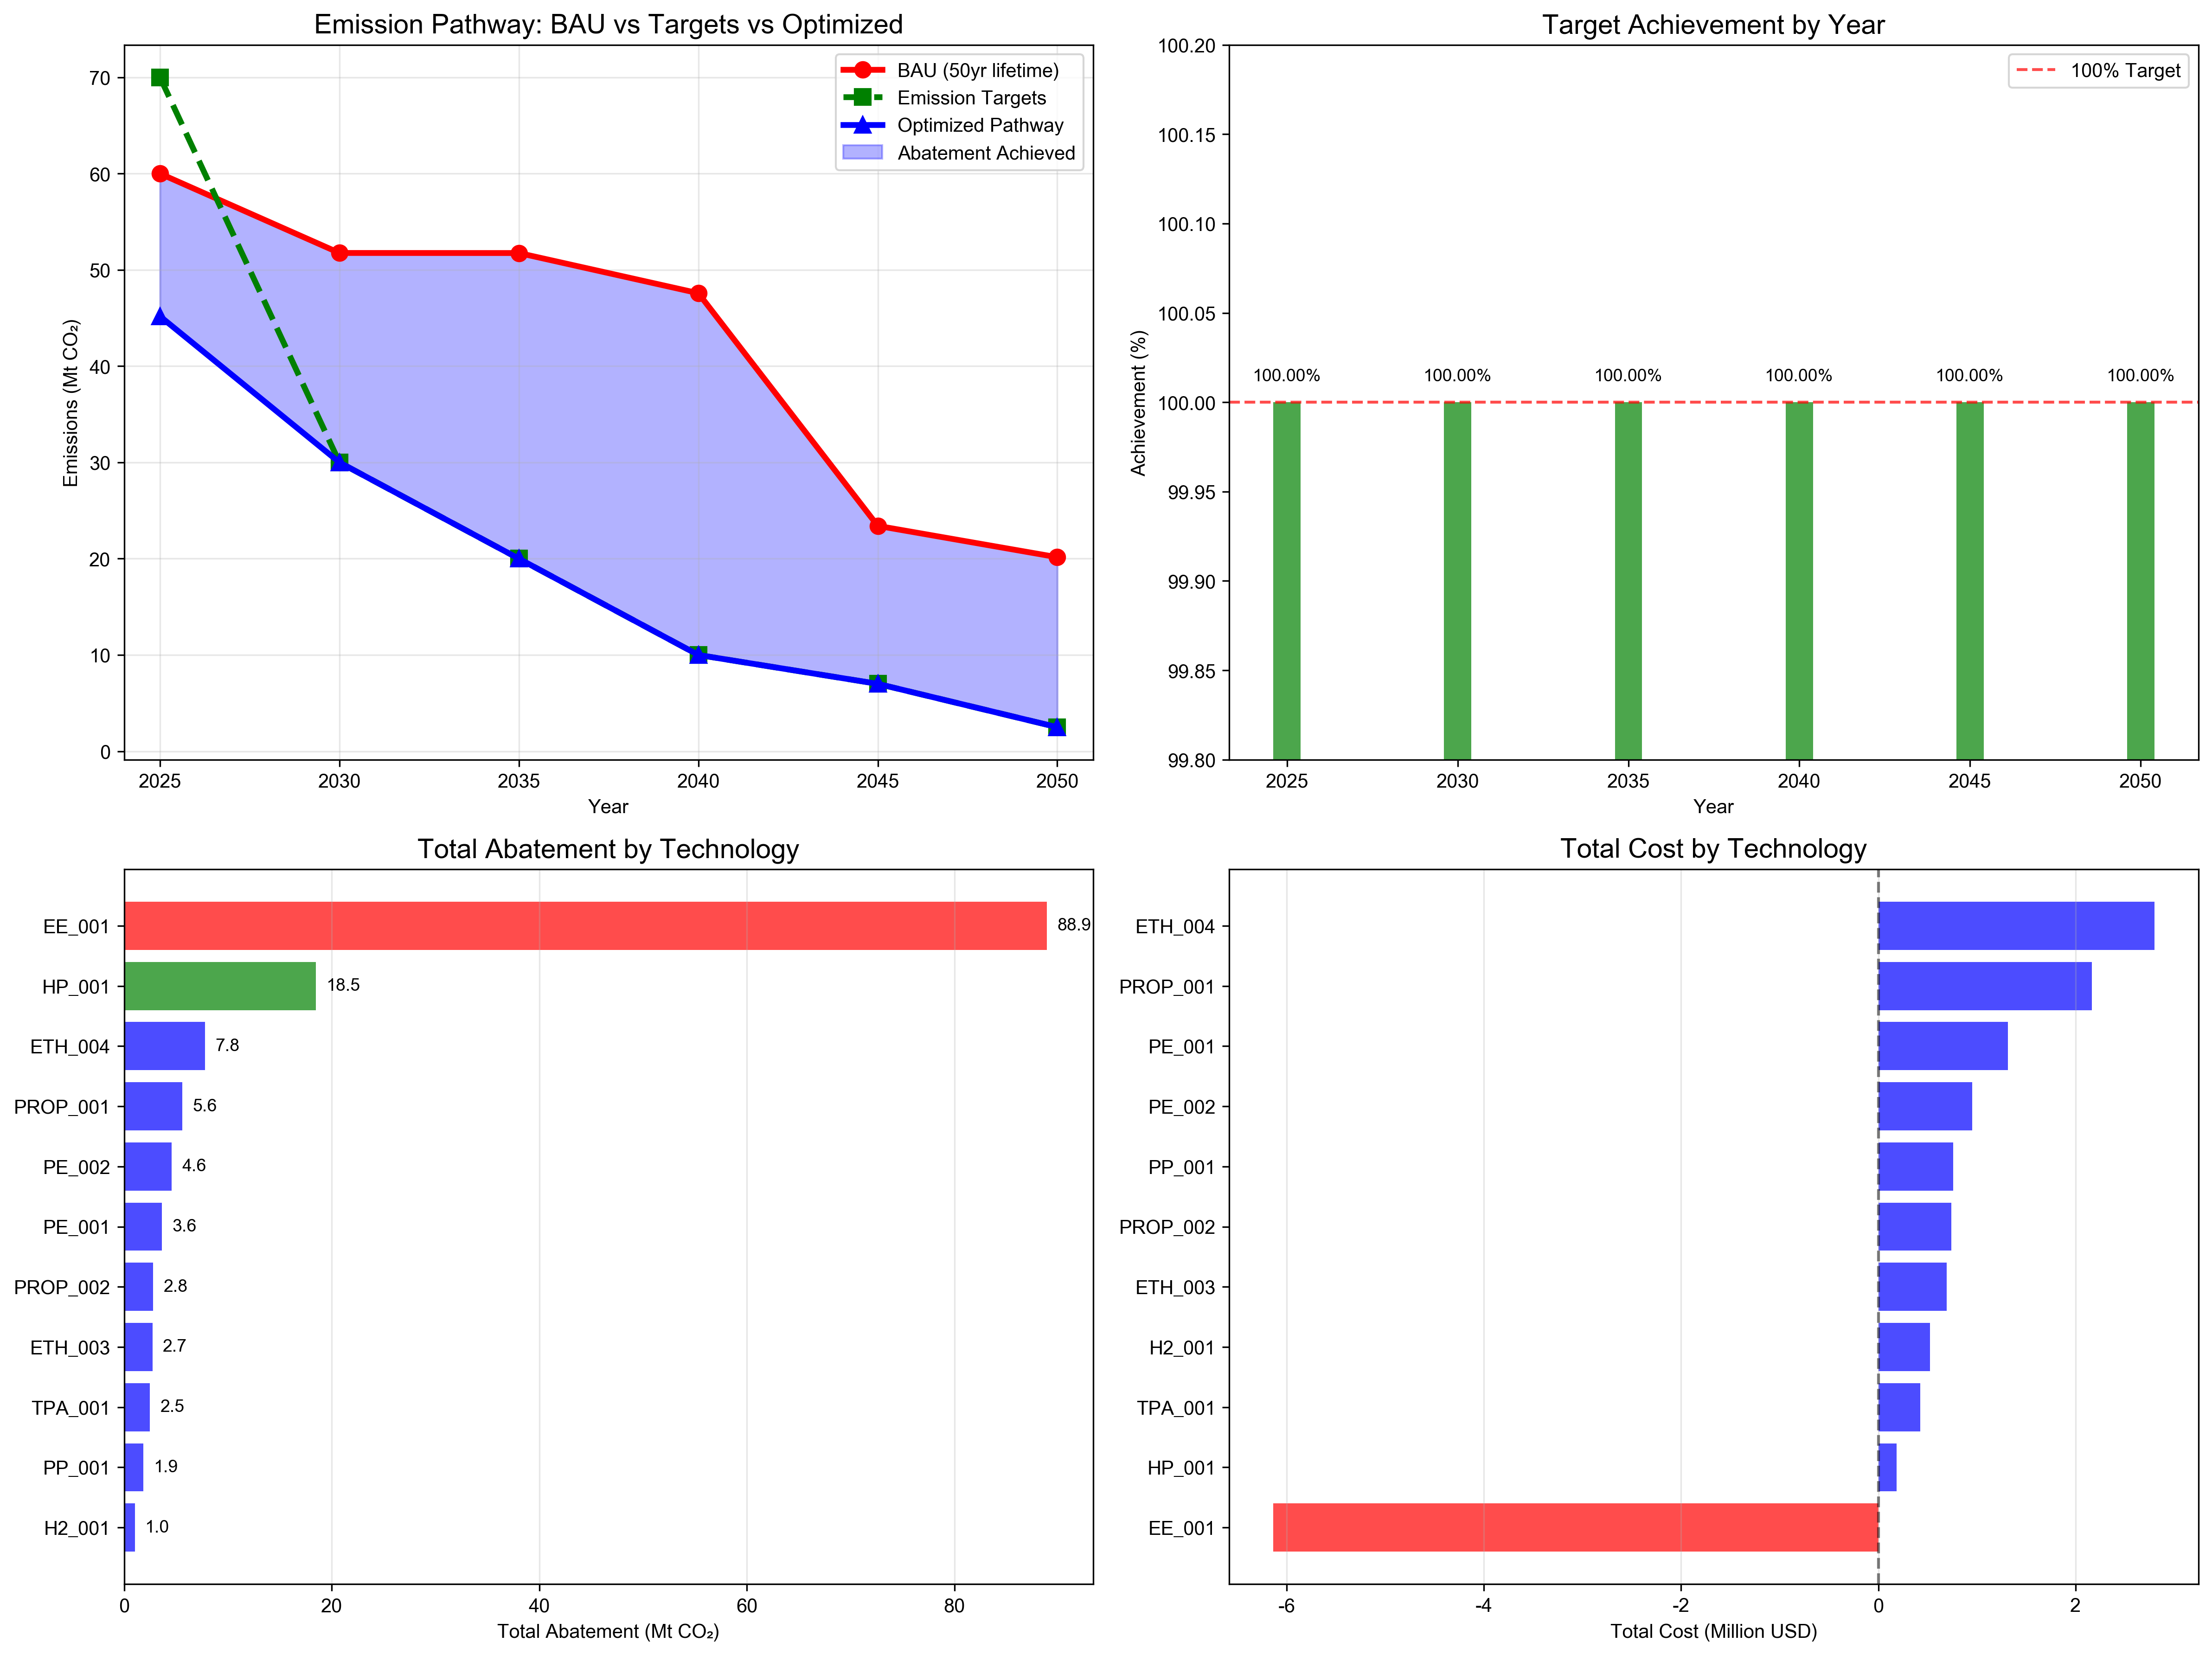 Emission Pathway: BAU vs Targets vs Optimized
BAU (50yr lifetime)
Emission Targets
Optimized Pathway
Abatement Achieved
Emissions (Mt CO₂)
70
60
50
40
30
20
10
0
2025 2030 2035 2040 2045 2050
Year
Target Achievement by Year
100% Target
Achievement (%)
100.20
100.15
100.10
100.05
100.00
99.95
99.90
99.85
99.80
100.00% 100.00% 100.00% 100.00% 100.00% 100.00%
2025 2030 2035 2040 2045 2050
Year
Total Abatement by Technology
EE_001 88.9
HP_001 18.5
ETH_004 7.8
PROP_001 5.6
PE_002 4.6
PE_001 3.6
PROP_002 2.8
ETH_003 2.7
TPA_001 2.5
PP_001 1.9
H2_001 1.0
0 20 40 60 80
Total Abatement (Mt CO₂)
Total Cost by Technology
ETH_004
PROP_001
PE_001
PE_002
PP_001
PROP_002
ETH_003
H2_001
TPA_001
HP_001
EE_001
-6 -4 -2 0 2
Total Cost (Million USD)